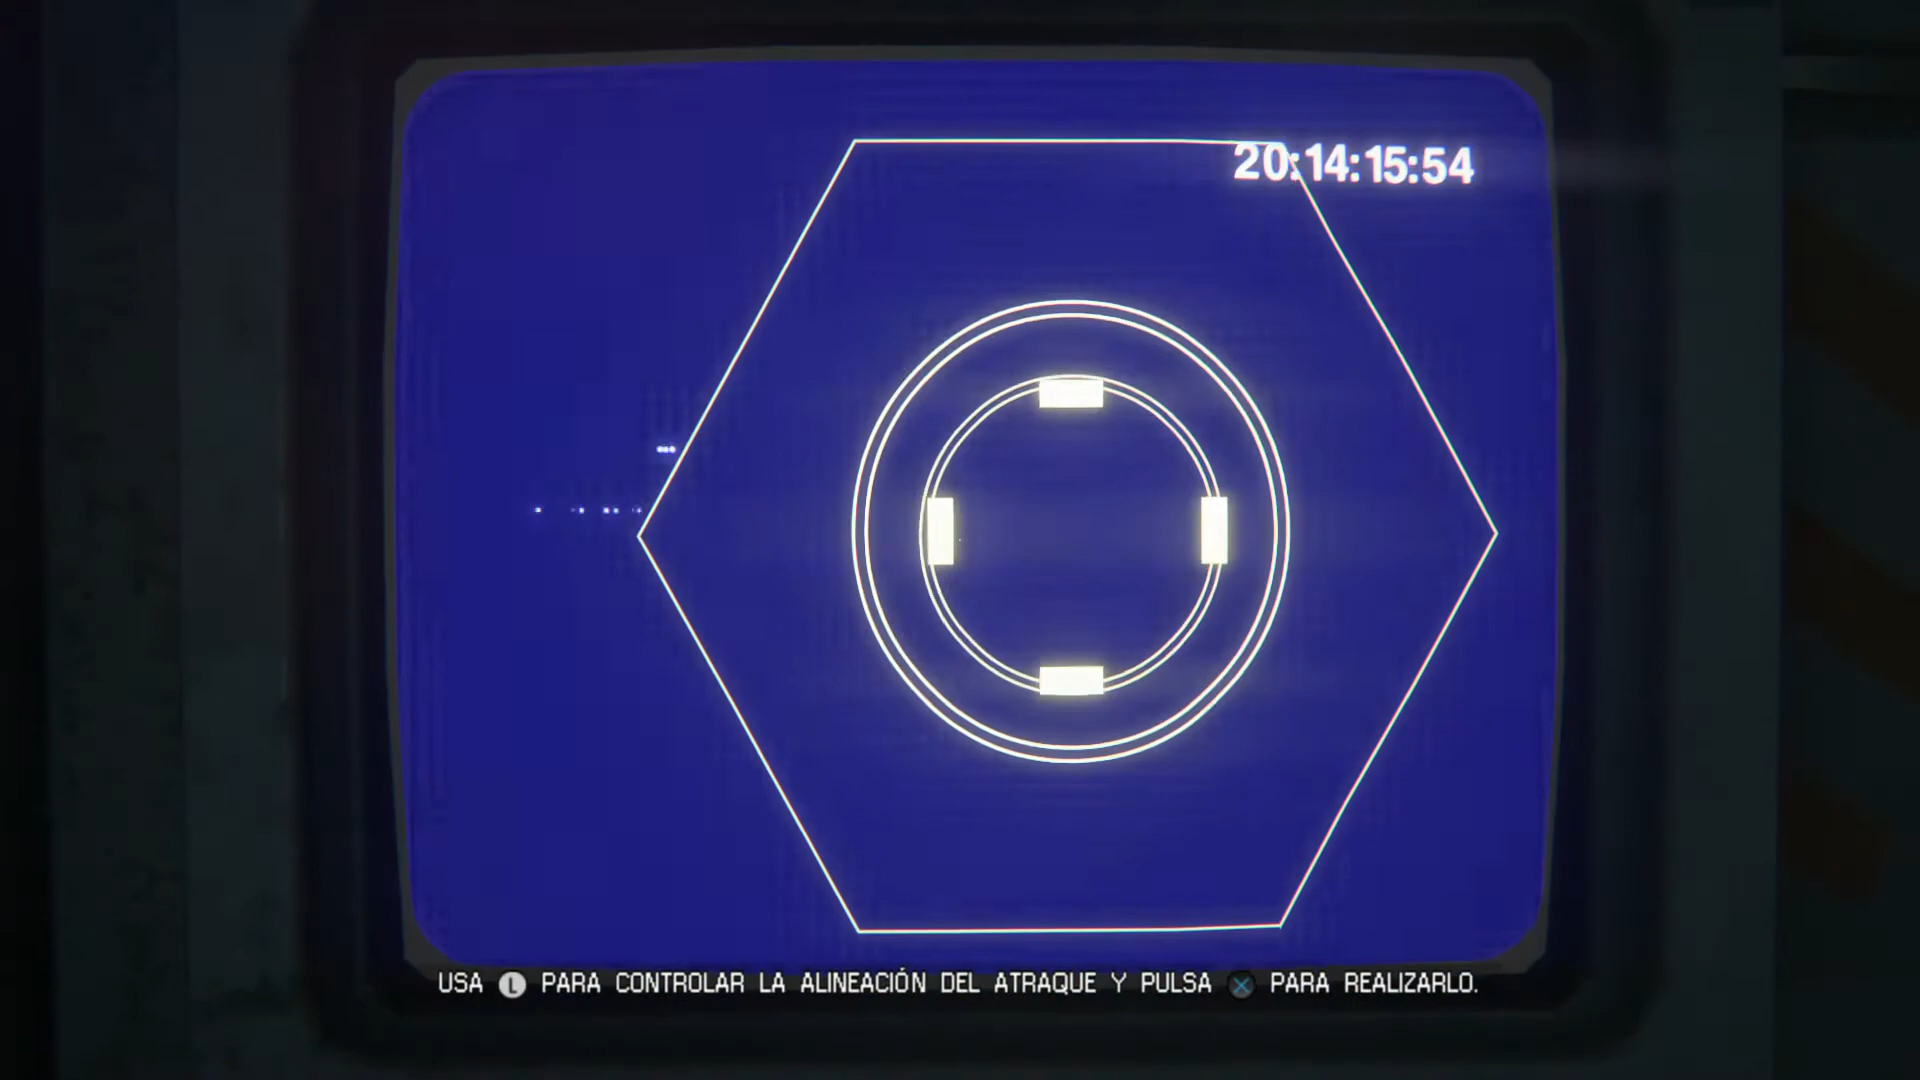 20:14:15:54
USA L PARA CONTROLAR LA ALINEACIÓN DEL ATRAQUE Y PULSA X PARA REALIZARLO.